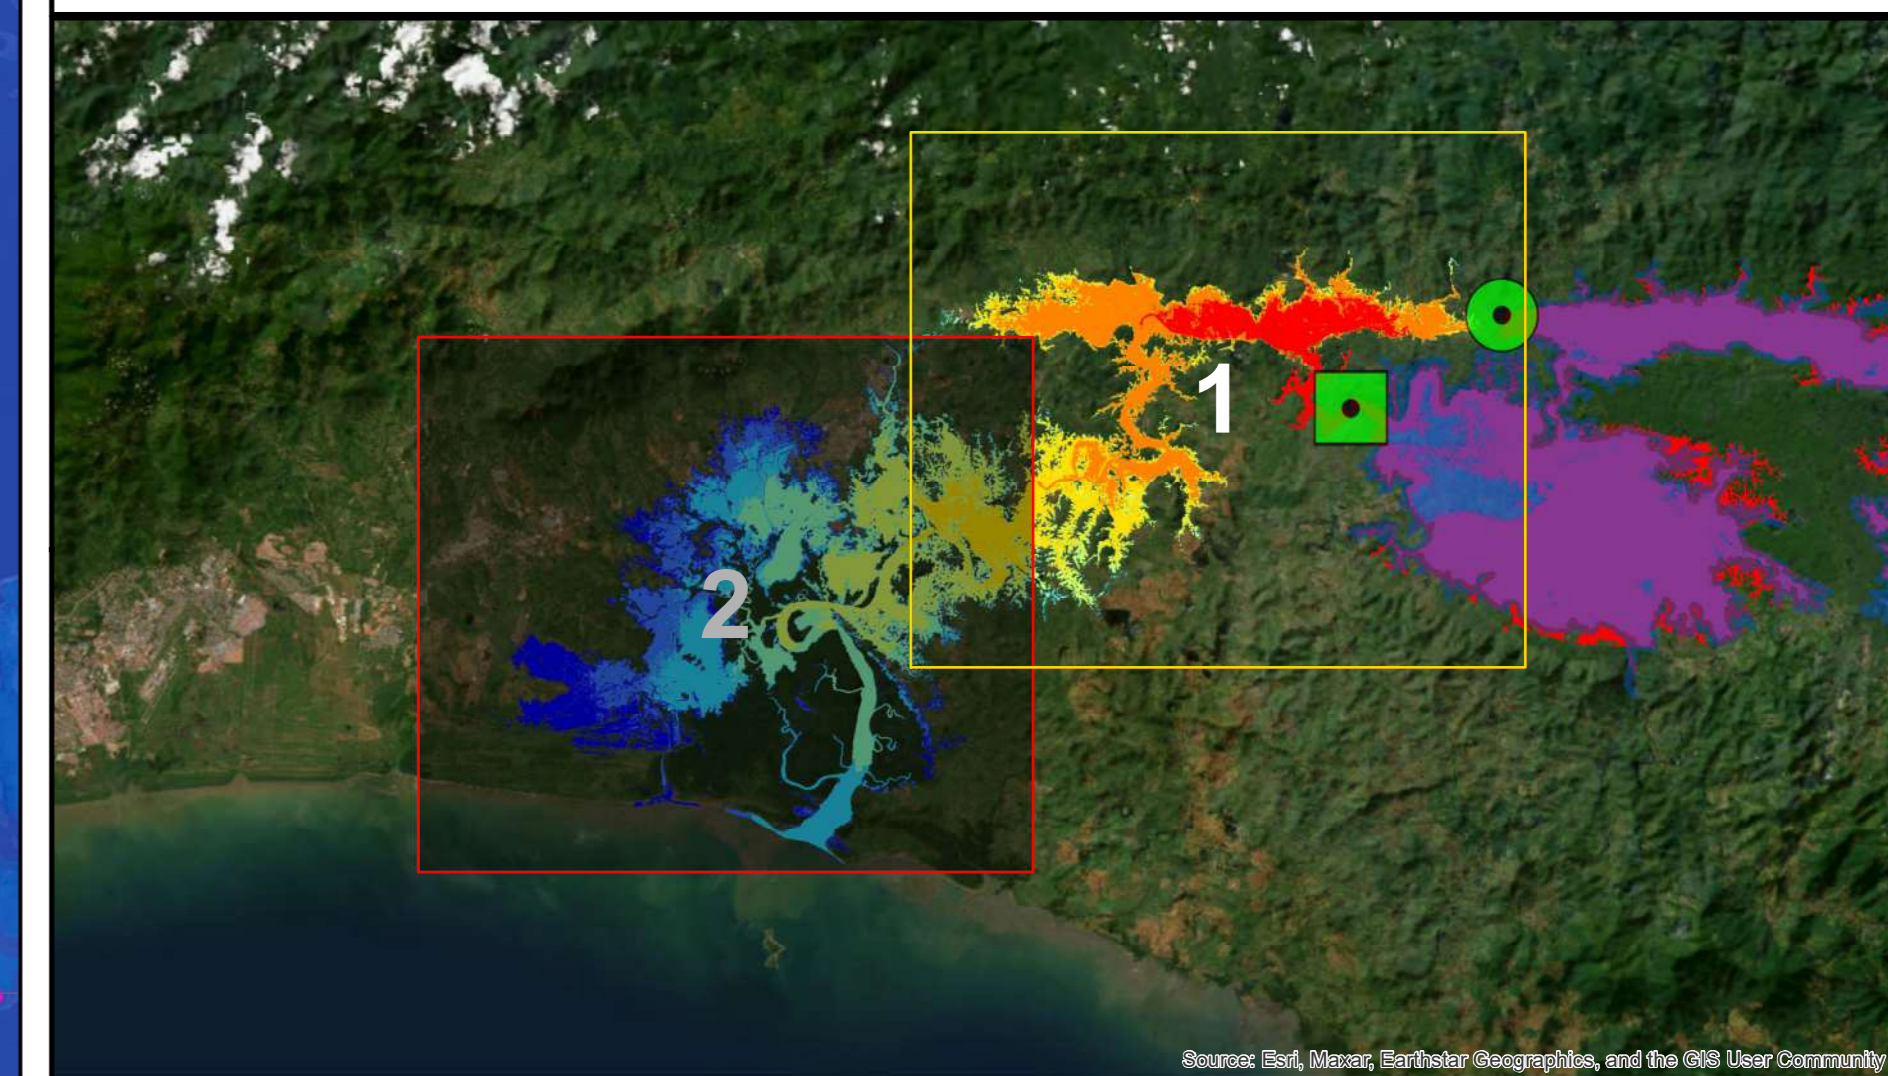 1
2
Source: Esri, Maxar, Earthstar Geographics, and the GIS User Community